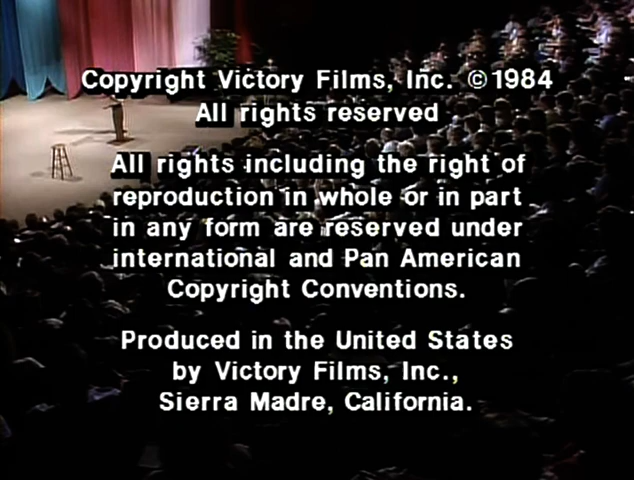 Copyright Victory Films, Inc. ©1984
All rights reserved
All rights including the right of
reproduction in whole or in part
in any form are reserved under
international and Pan American
Copyright Conventions.
Produced in the United States
by Victory Films, Inc.,
Sierra Madre, California.